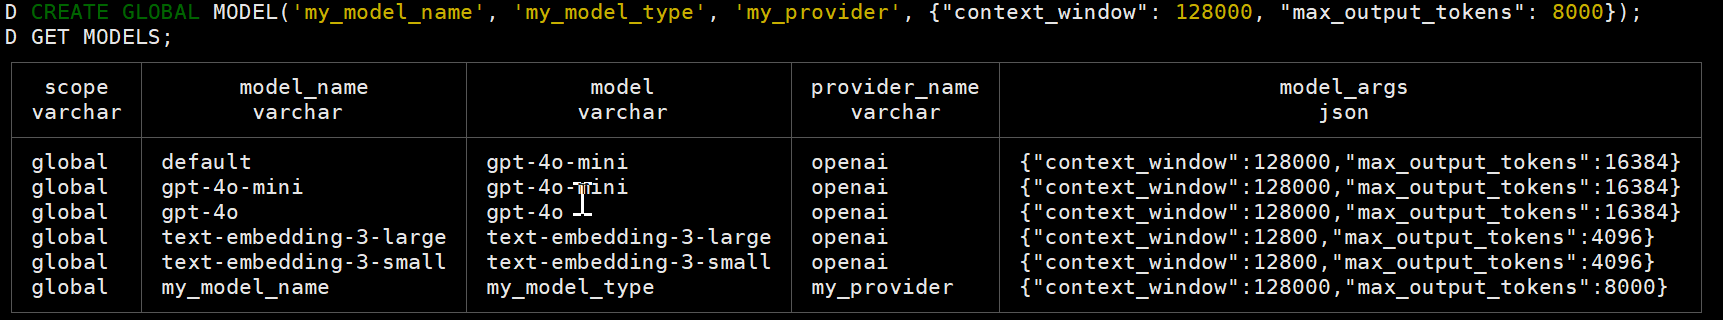 D CREATE GLOBAL MODEL('my_model_name', 'my_model_type', 'my_provider', {"context_window": 128000, "max_output_tokens": 8000});
D GET MODELS;
scope model_name model provider_name model_args
varchar varchar varchar varchar json
global default gpt-4o-mini openai {"context_window":128000,"max_output_tokens":16384}
global gpt-4o-mini gpt-4o-mini openai {"context_window":128000,"max_output_tokens":16384}
global gpt-4o gpt-4o openai {"context_window":128000,"max_output_tokens":16384}
global text-embedding-3-large text-embedding-3-large openai {"context_window":12800,"max_output_tokens":4096}
global text-embedding-3-small text-embedding-3-small openai {"context_window":12800,"max_output_tokens":4096}
global my_model_name my_model_type my_provider {"context_window":128000,"max_output_tokens":8000}